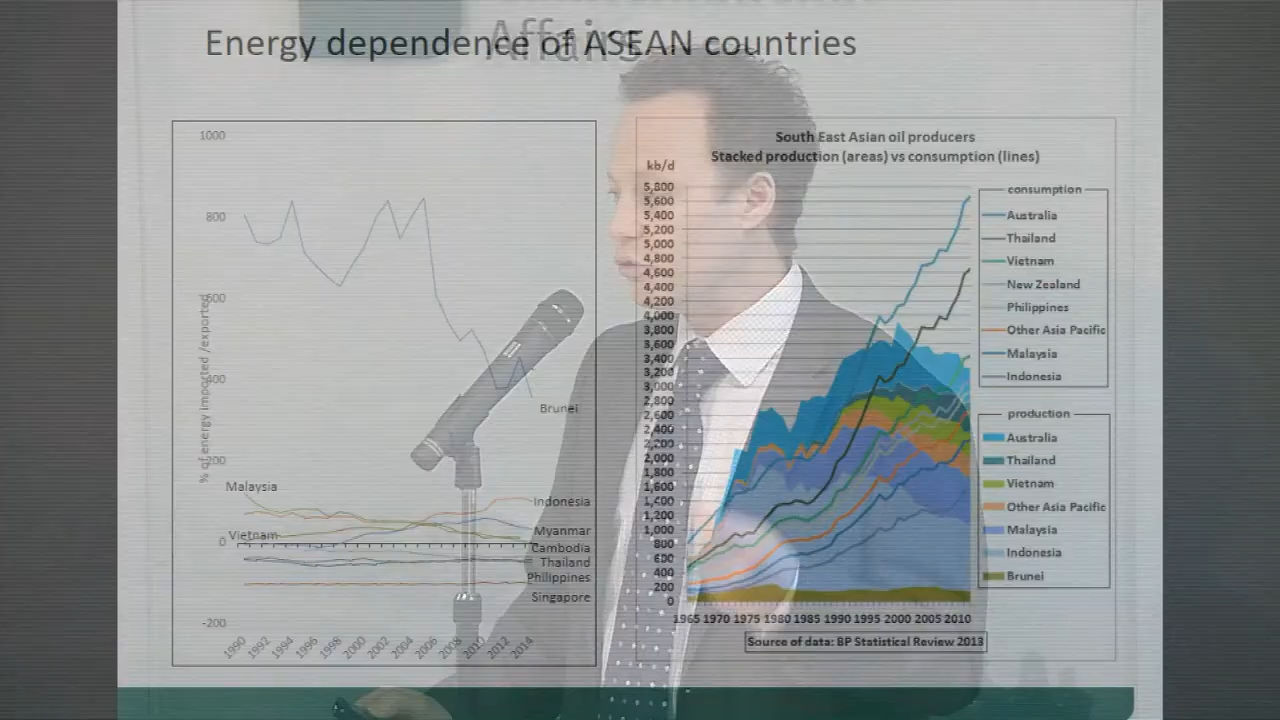 Affairs
Energy dependence of ASEAN countries
1000
800
600
400
200
0
-200
% of energy imported /exported
Brunei
Malaysia
Indonesia
Vietnam
Myanmar
Cambodia
Thailand
Philippines
Singapore
1990 1992 1994 1996 1998 2000 2002 2004 2006 2008 2010 2012 2014
South East Asian oil producers
Stacked production (areas) vs consumption (lines)
kb/d
5,800
5,600
5,400
5,200
5,000
4,800
4,600
4,400
4,200
4,000
3,800
3,600
3,400
3,200
3,000
2,800
2,600
2,400
2,200
2,000
1,800
1,600
1,400
1,200
1,000
800
600
400
200
0
1965 1970 1975 1980 1985 1990 1995 2000 2005 2010
Source of data: BP Statistical Review 2013
consumption
Australia
Thailand
Vietnam
New Zealand
Philippines
Other Asia Pacific
Malaysia
Indonesia
production
Australia
Thailand
Vietnam
Other Asia Pacific
Malaysia
Indonesia
Brunei